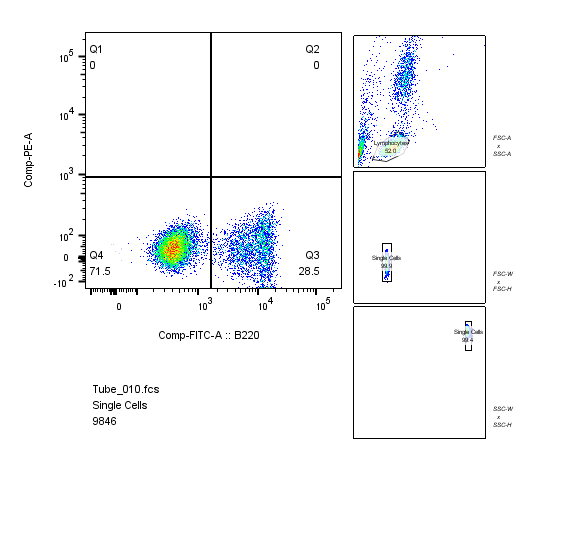 Q1
0
Q2
0
10^5
10^4
10^3
10^2
0
-10^2
Comp-PE-A
Q4
71.5
Q3
28.5
0
10^3
10^4
10^5
Comp-FITC-A :: B220
Tube_010.fcs
Single Cells
9846
Lymphocytes
52.0
FSC-A
x
SSC-A
Single Cells
99.9
FSC-W
x
FSC-H
Single Cells
99.4
SSC-W
x
SSC-H